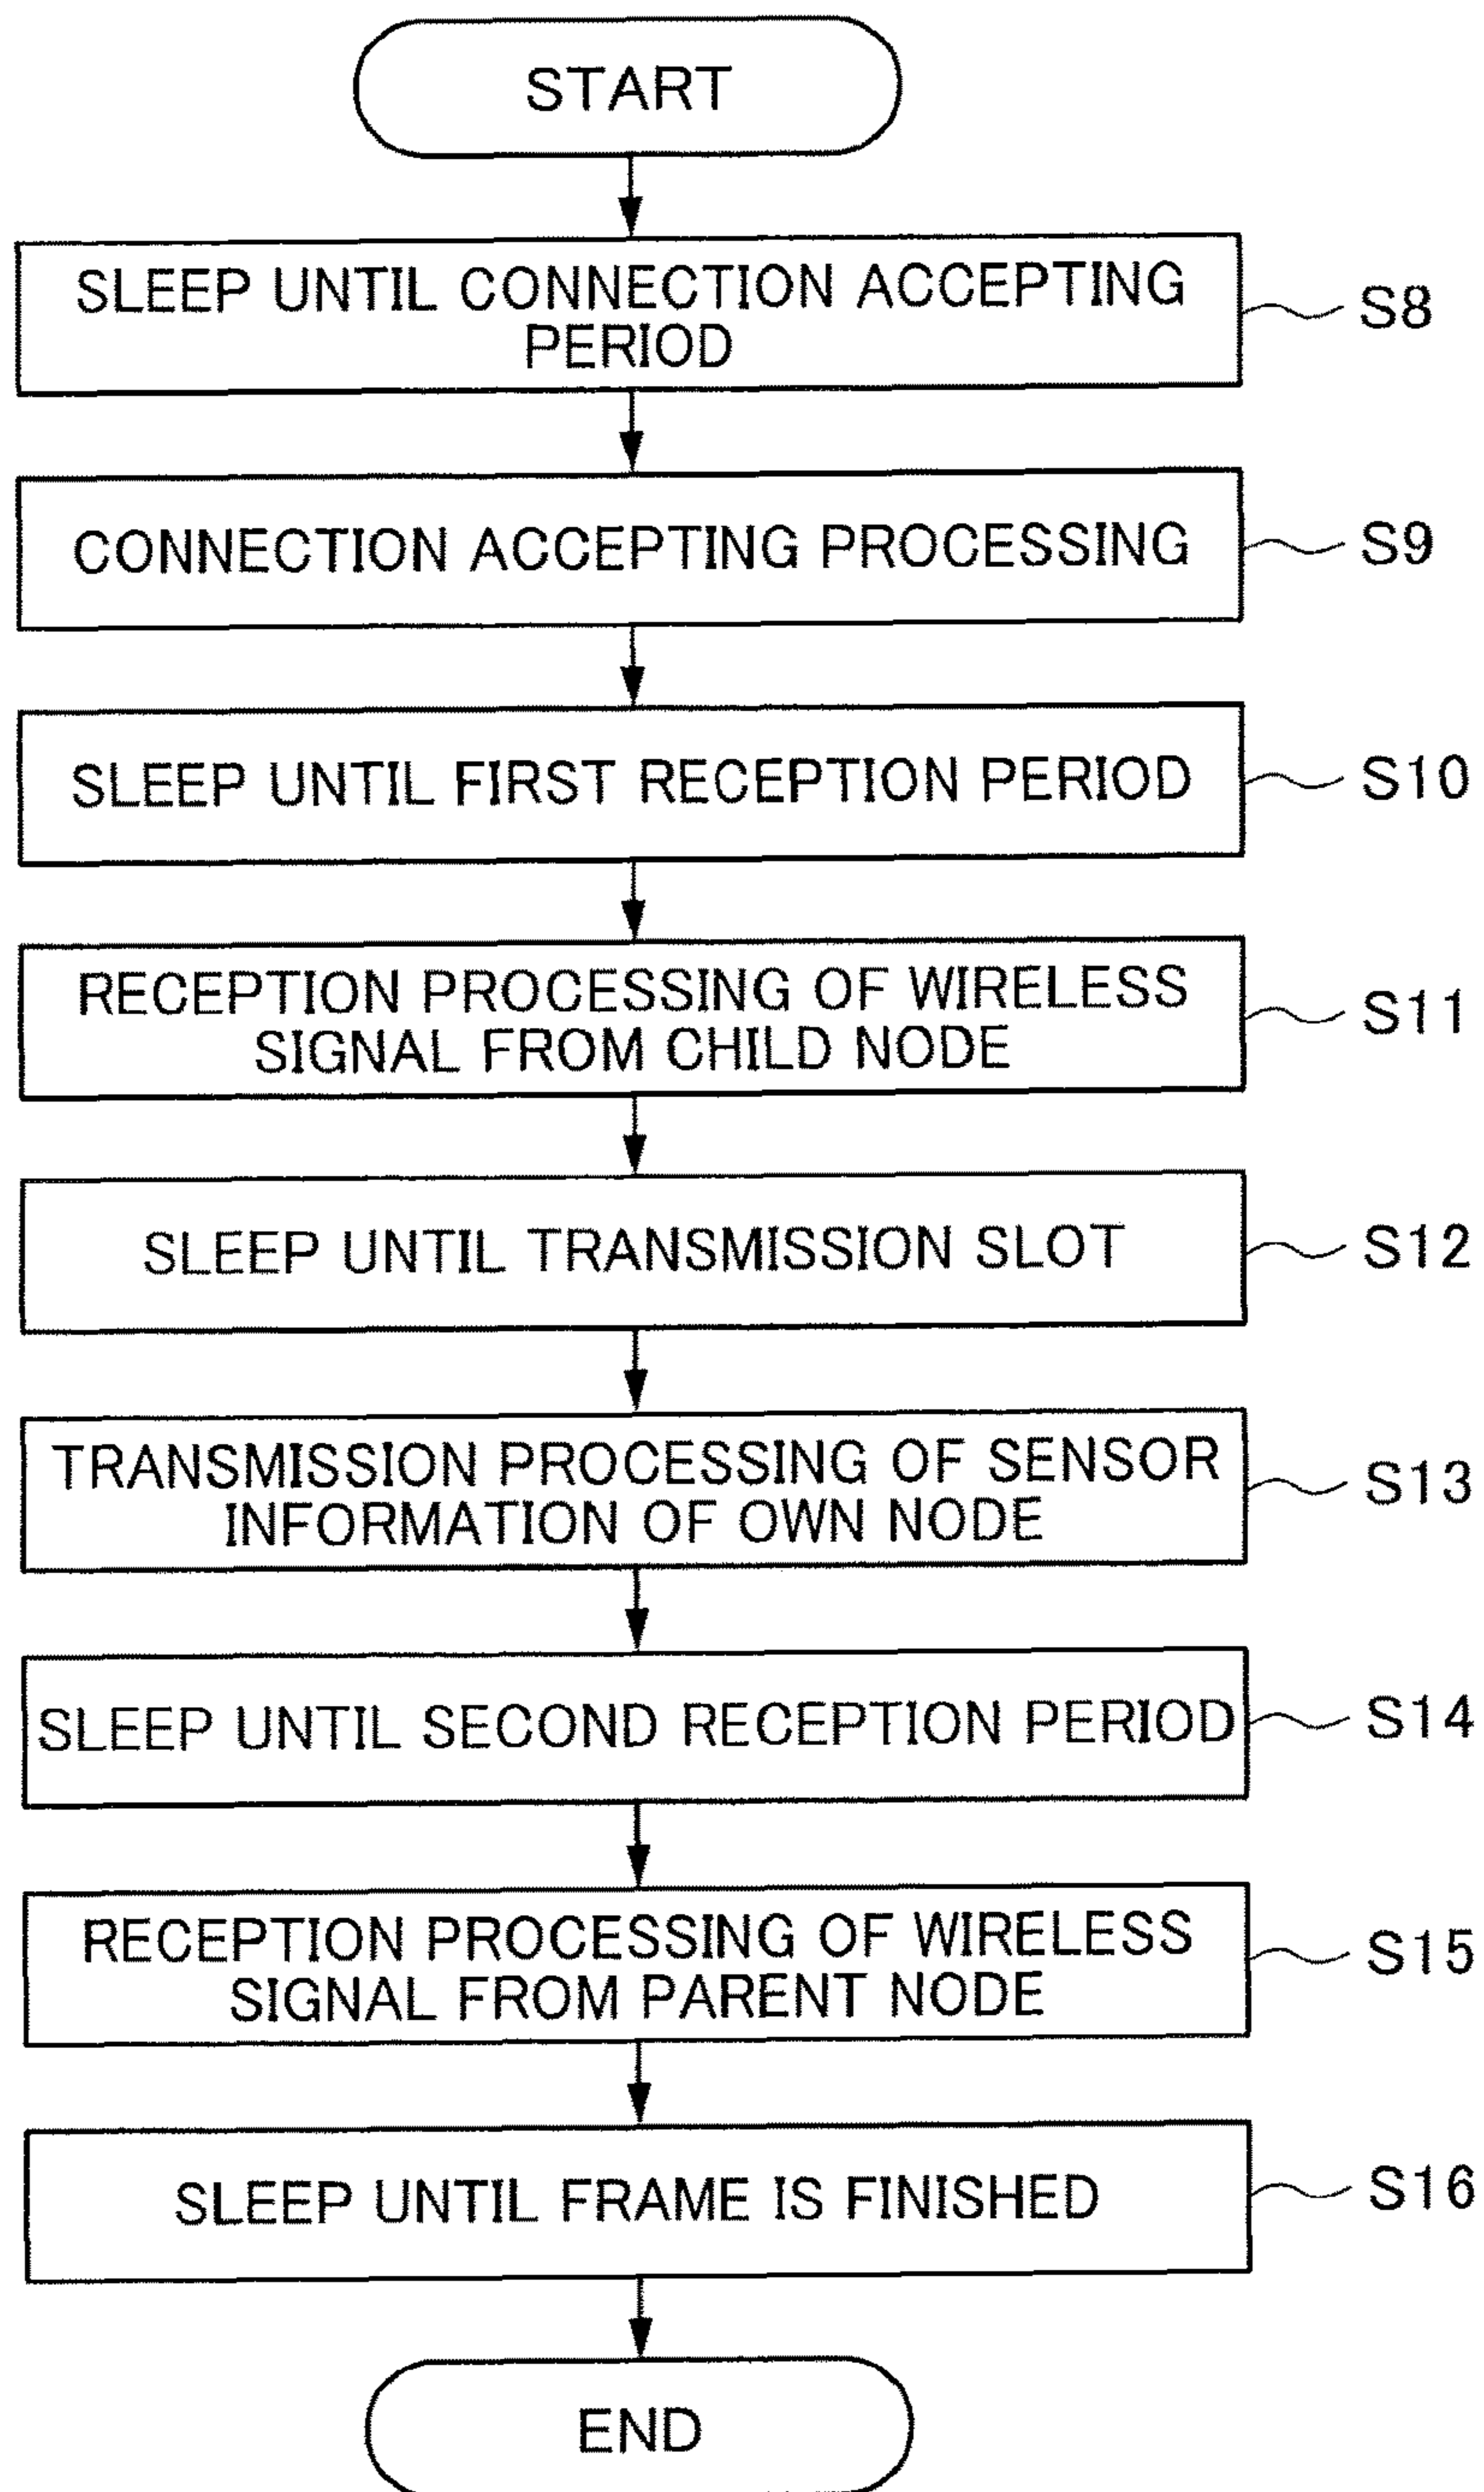 START
SLEEP UNTIL CONNECTION ACCEPTING
PERIOD
S8
CONNECTION ACCEPTING PROCESSING
S9
SLEEP UNTIL FIRST RECEPTION PERIOD
S10
RECEPTION PROCESSING OF WIRELESS
SIGNAL FROM CHILD NODE
S11
SLEEP UNTIL TRANSMISSION SLOT
S12
TRANSMISSION PROCESSING OF SENSOR
INFORMATION OF OWN NODE
S13
SLEEP UNTIL SECOND RECEPTION PERIOD
S14
RECEPTION PROCESSING OF WIRELESS
SIGNAL FROM PARENT NODE
S15
SLEEP UNTIL FRAME IS FINISHED
S16
END